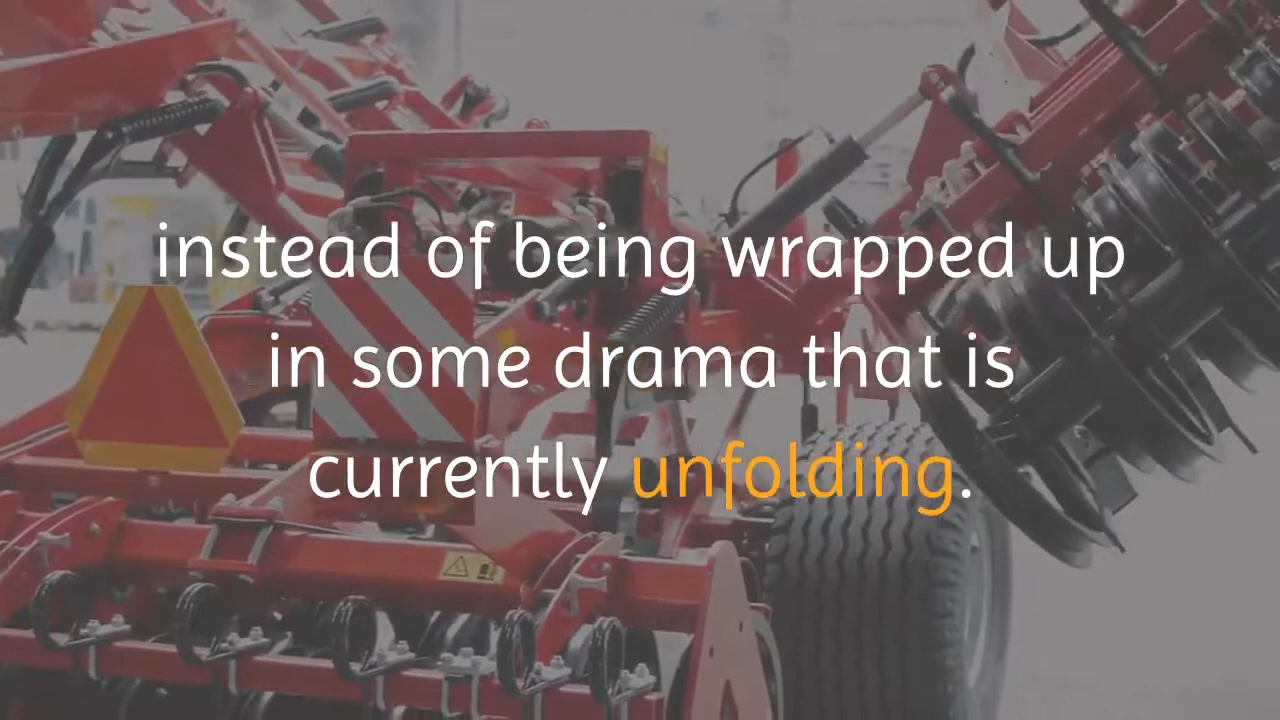 instead of being wrapped up
in some drama that is
currently unfolding.